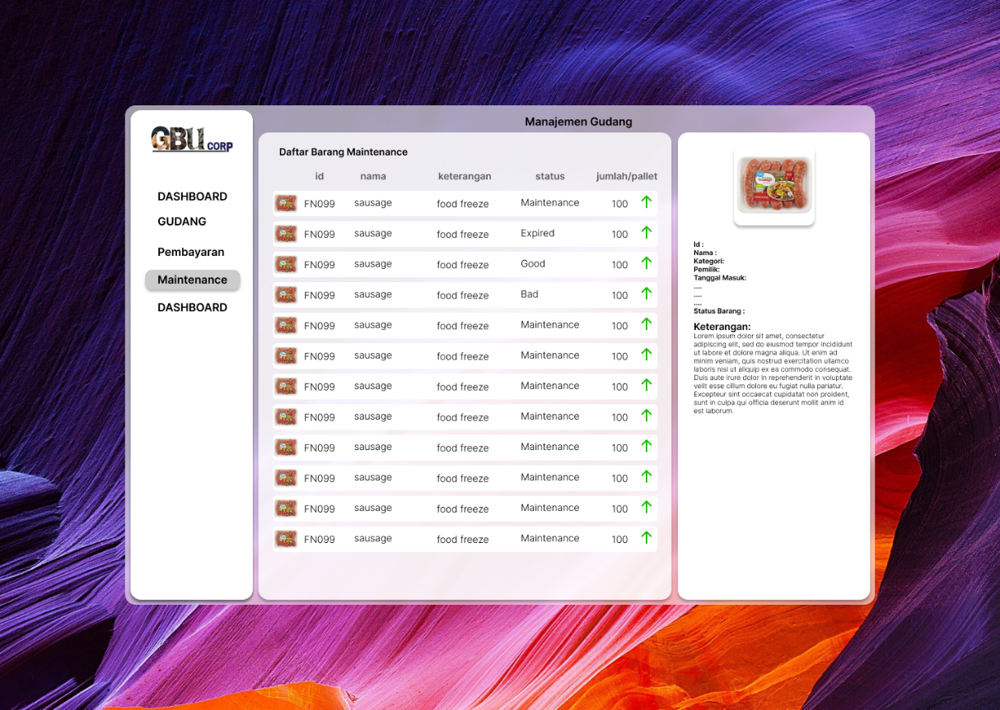 GBU CORP
DASHBOARD
GUDANG
Pembayaran
Maintenance
DASHBOARD
Manajemen Gudang
Daftar Barang Maintenance
id nama keterangan status jumlah/pallet
FN099 sausage food freeze Maintenance 100
FN099 sausage food freeze Expired 100
FN099 sausage food freeze Good 100
FN099 sausage food freeze Bad 100
FN099 sausage food freeze Maintenance 100
FN099 sausage food freeze Maintenance 100
FN099 sausage food freeze Maintenance 100
FN099 sausage food freeze Maintenance 100
FN099 sausage food freeze Maintenance 100
FN099 sausage food freeze Maintenance 100
FN099 sausage food freeze Maintenance 100
FN099 sausage food freeze Maintenance 100
Id :
Nama :
Kategori:
Pemilik:
Tanggal Masuk:
....
....
....
Status Barang :
Keterangan:
Lorem ipsum dolor sit amet, consectetur
adipiscing elit, sed do eiusmod tempor incididunt
ut labore et dolore magna aliqua. Ut enim ad
minim veniam, quis nostrud exercitation ullamco
laboris nisi ut aliquip ex ea commodo consequat.
Duis aute irure dolor in reprehenderit in voluptate
velit esse cillum dolore eu fugiat nulla pariatur.
Excepteur sint occaecat cupidatat non proident,
sunt in culpa qui officia deserunt mollit anim id
est laborum.